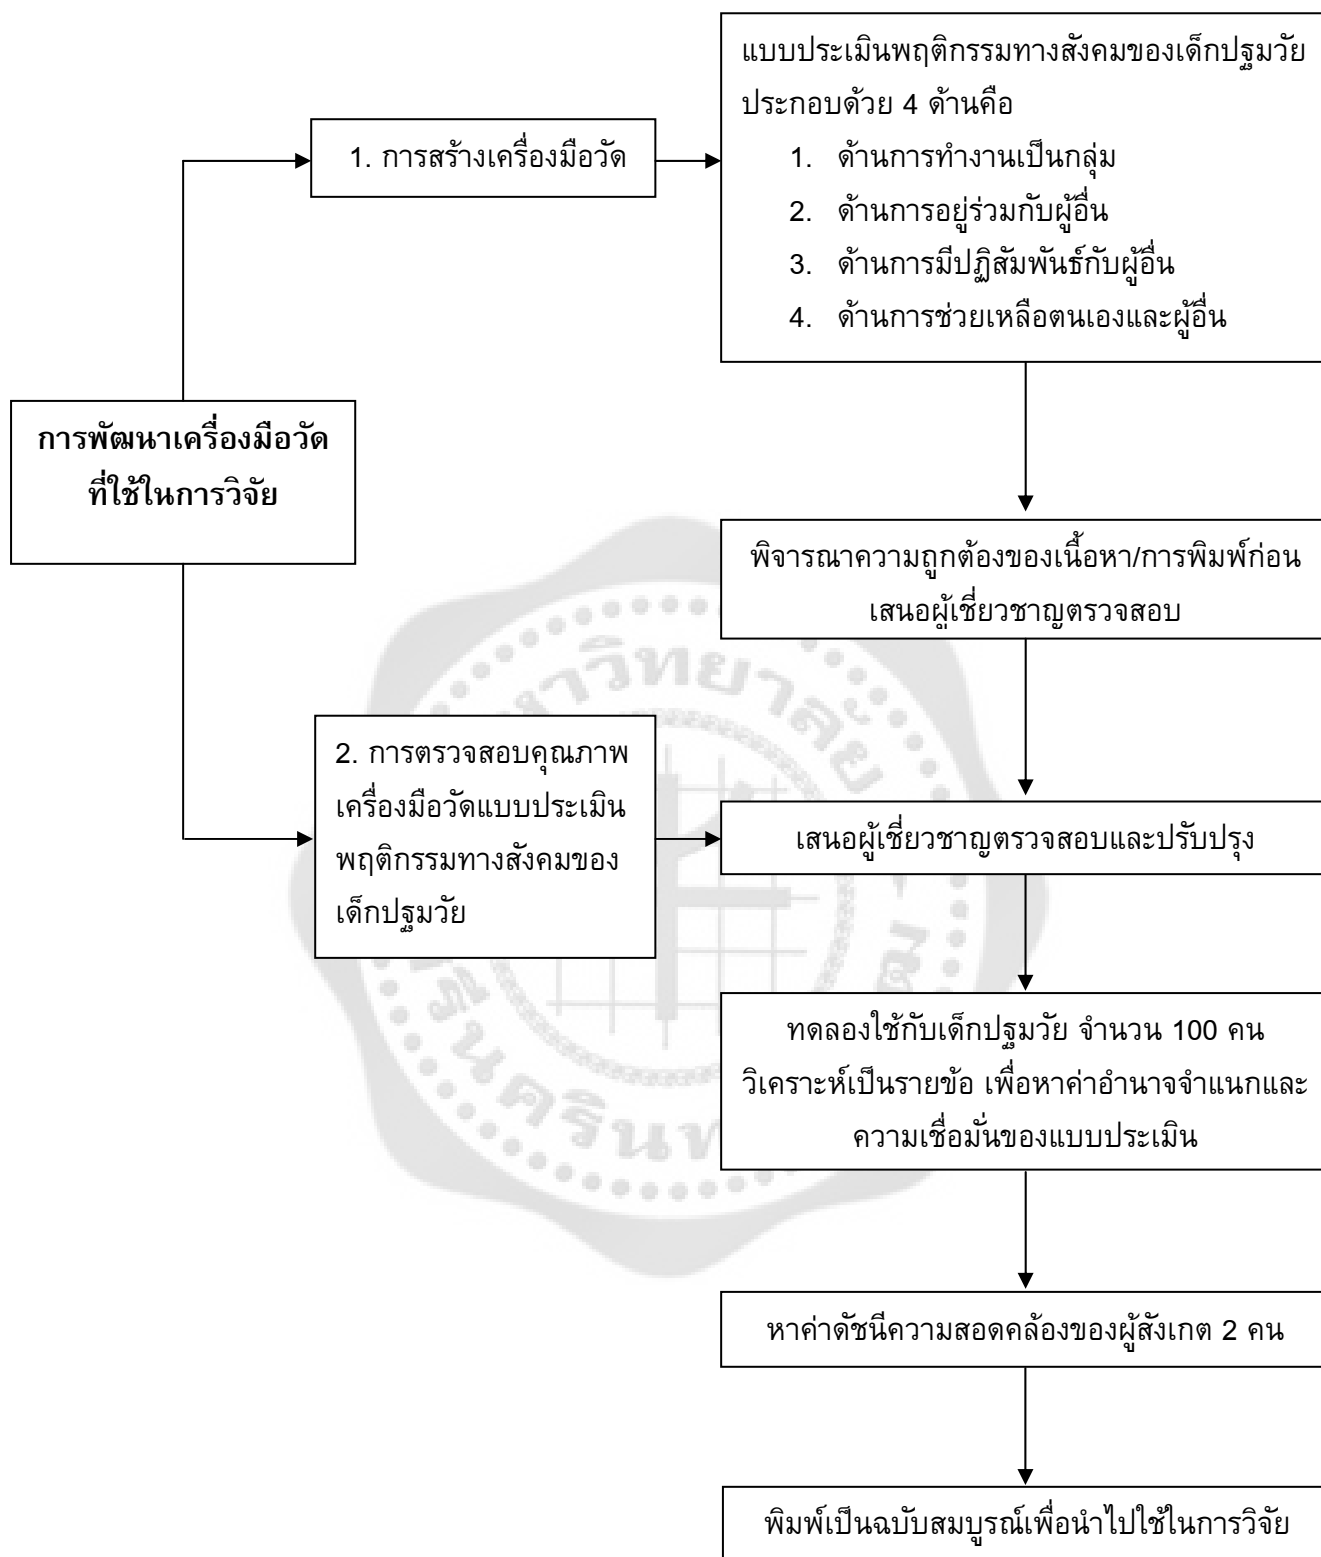 แบบประเมินพฤติกรรมทางสังคมของเด็กปฐมวัย
ประกอบด้วย 4 ด้านคือ
1. ด้านการทำงานเป็นกลุ่ม
2. ด้านการอยู่ร่วมกับผู้อื่น
3. ด้านการมีปฏิสัมพันธ์กับผู้อื่น
4. ด้านการช่วยเหลือตนเองและผู้อื่น
1. การสร้างเครื่องมือวัด
การพัฒนาเครื่องมือวัด
ที่ใช้ในการวิจัย
พิจารณาความถูกต้องของเนื้อหา/การพิมพ์ก่อน
เสนอผู้เชี่ยวชาญตรวจสอบ
2. การตรวจสอบคุณภาพ
เครื่องมือวัดแบบประเมิน
พฤติกรรมทางสังคมของ
เด็กปฐมวัย
เสนอผู้เชี่ยวชาญตรวจสอบและปรับปรุง
ทดลองใช้กับเด็กปฐมวัย จำนวน 100 คน
วิเคราะห์เป็นรายข้อ เพื่อหาค่าอำนาจจำแนกและ
ความเชื่อมั่นของแบบประเมิน
หาค่าดัชนีความสอดคล้องของผู้สังเกต 2 คน
พิมพ์เป็นฉบับสมบูรณ์เพื่อนำไปใช้ในการวิจัย